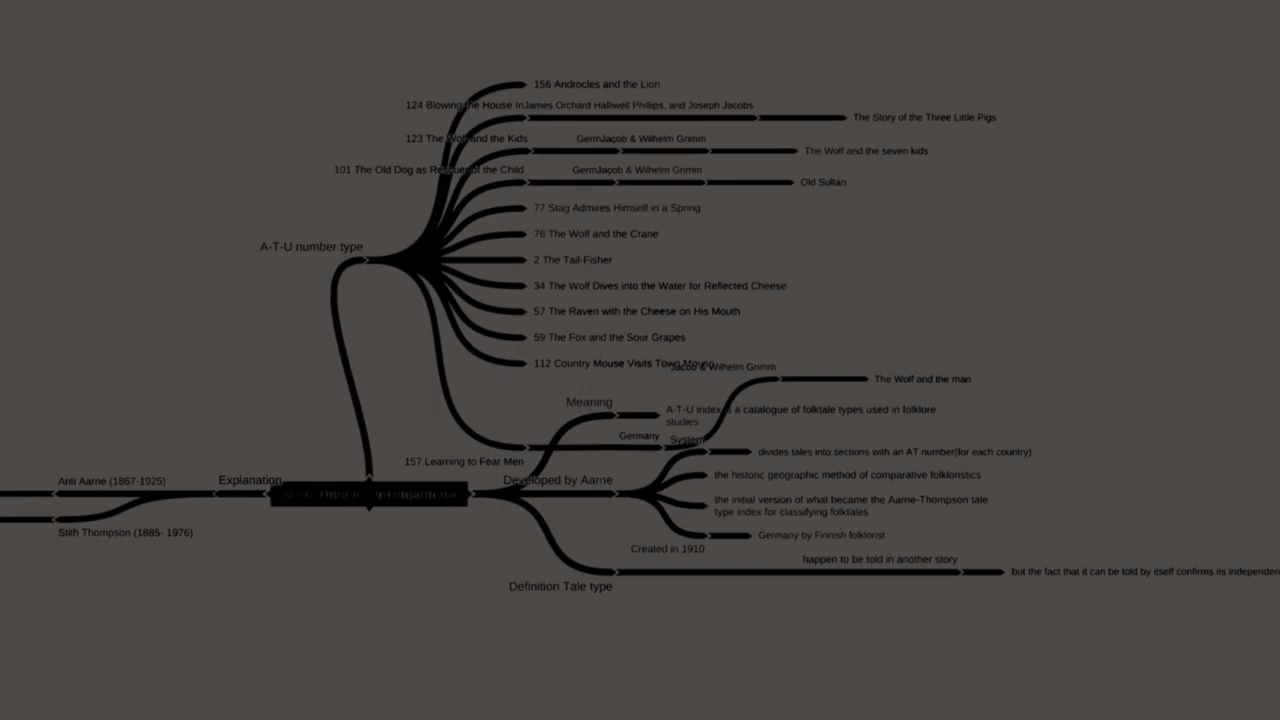 156 Androcles and the Lion
124 Blowing the House In
James Orchard Halliwell Phillips. and Joseph Jacobs
The Story of the Three Little Pigs
123 The Wolf and the Kids
Germ
Jacob & Wilhelm Grimm
The Wolf and the seven kids
101 The Old Dog as Rescuer of the Child
Germ
Jacob & Wilhelm Grimm
Old Sultan
77 Stag Admires Himself in a Spring
76 The Wolf and the Crane
A-T-U number type
2 The Tail-Fisher
34 The Wolf Dives into the Water for Reflected Cheese
57 The Raven with the Cheese on His Mouth
59 The Fox and the Sour Grapes
112 Country Mouse Visits Town Mouse
Jacob & Wilhelm Grimm
The Wolf and the man
Meaning
A-T-U index is a catalogue of folktale types used in folklore
studies
Germany
System
divides tales into sections with an AT number(for each country)
157 Learning to Fear Men
the historic geographic method of comparative folkloristics
Anti Aarne (1867-1925)
Explanation
Developed by Aarne
the initial version of what became the Aarne-Thompson tale
type index for classifying folktales
Stith Thompson (1885- 1976)
Germany by Finnish folklorist
Created in 1910
happen to be told in another story
but the fact that it can be told by itself confirms its independen
Definition Tale type